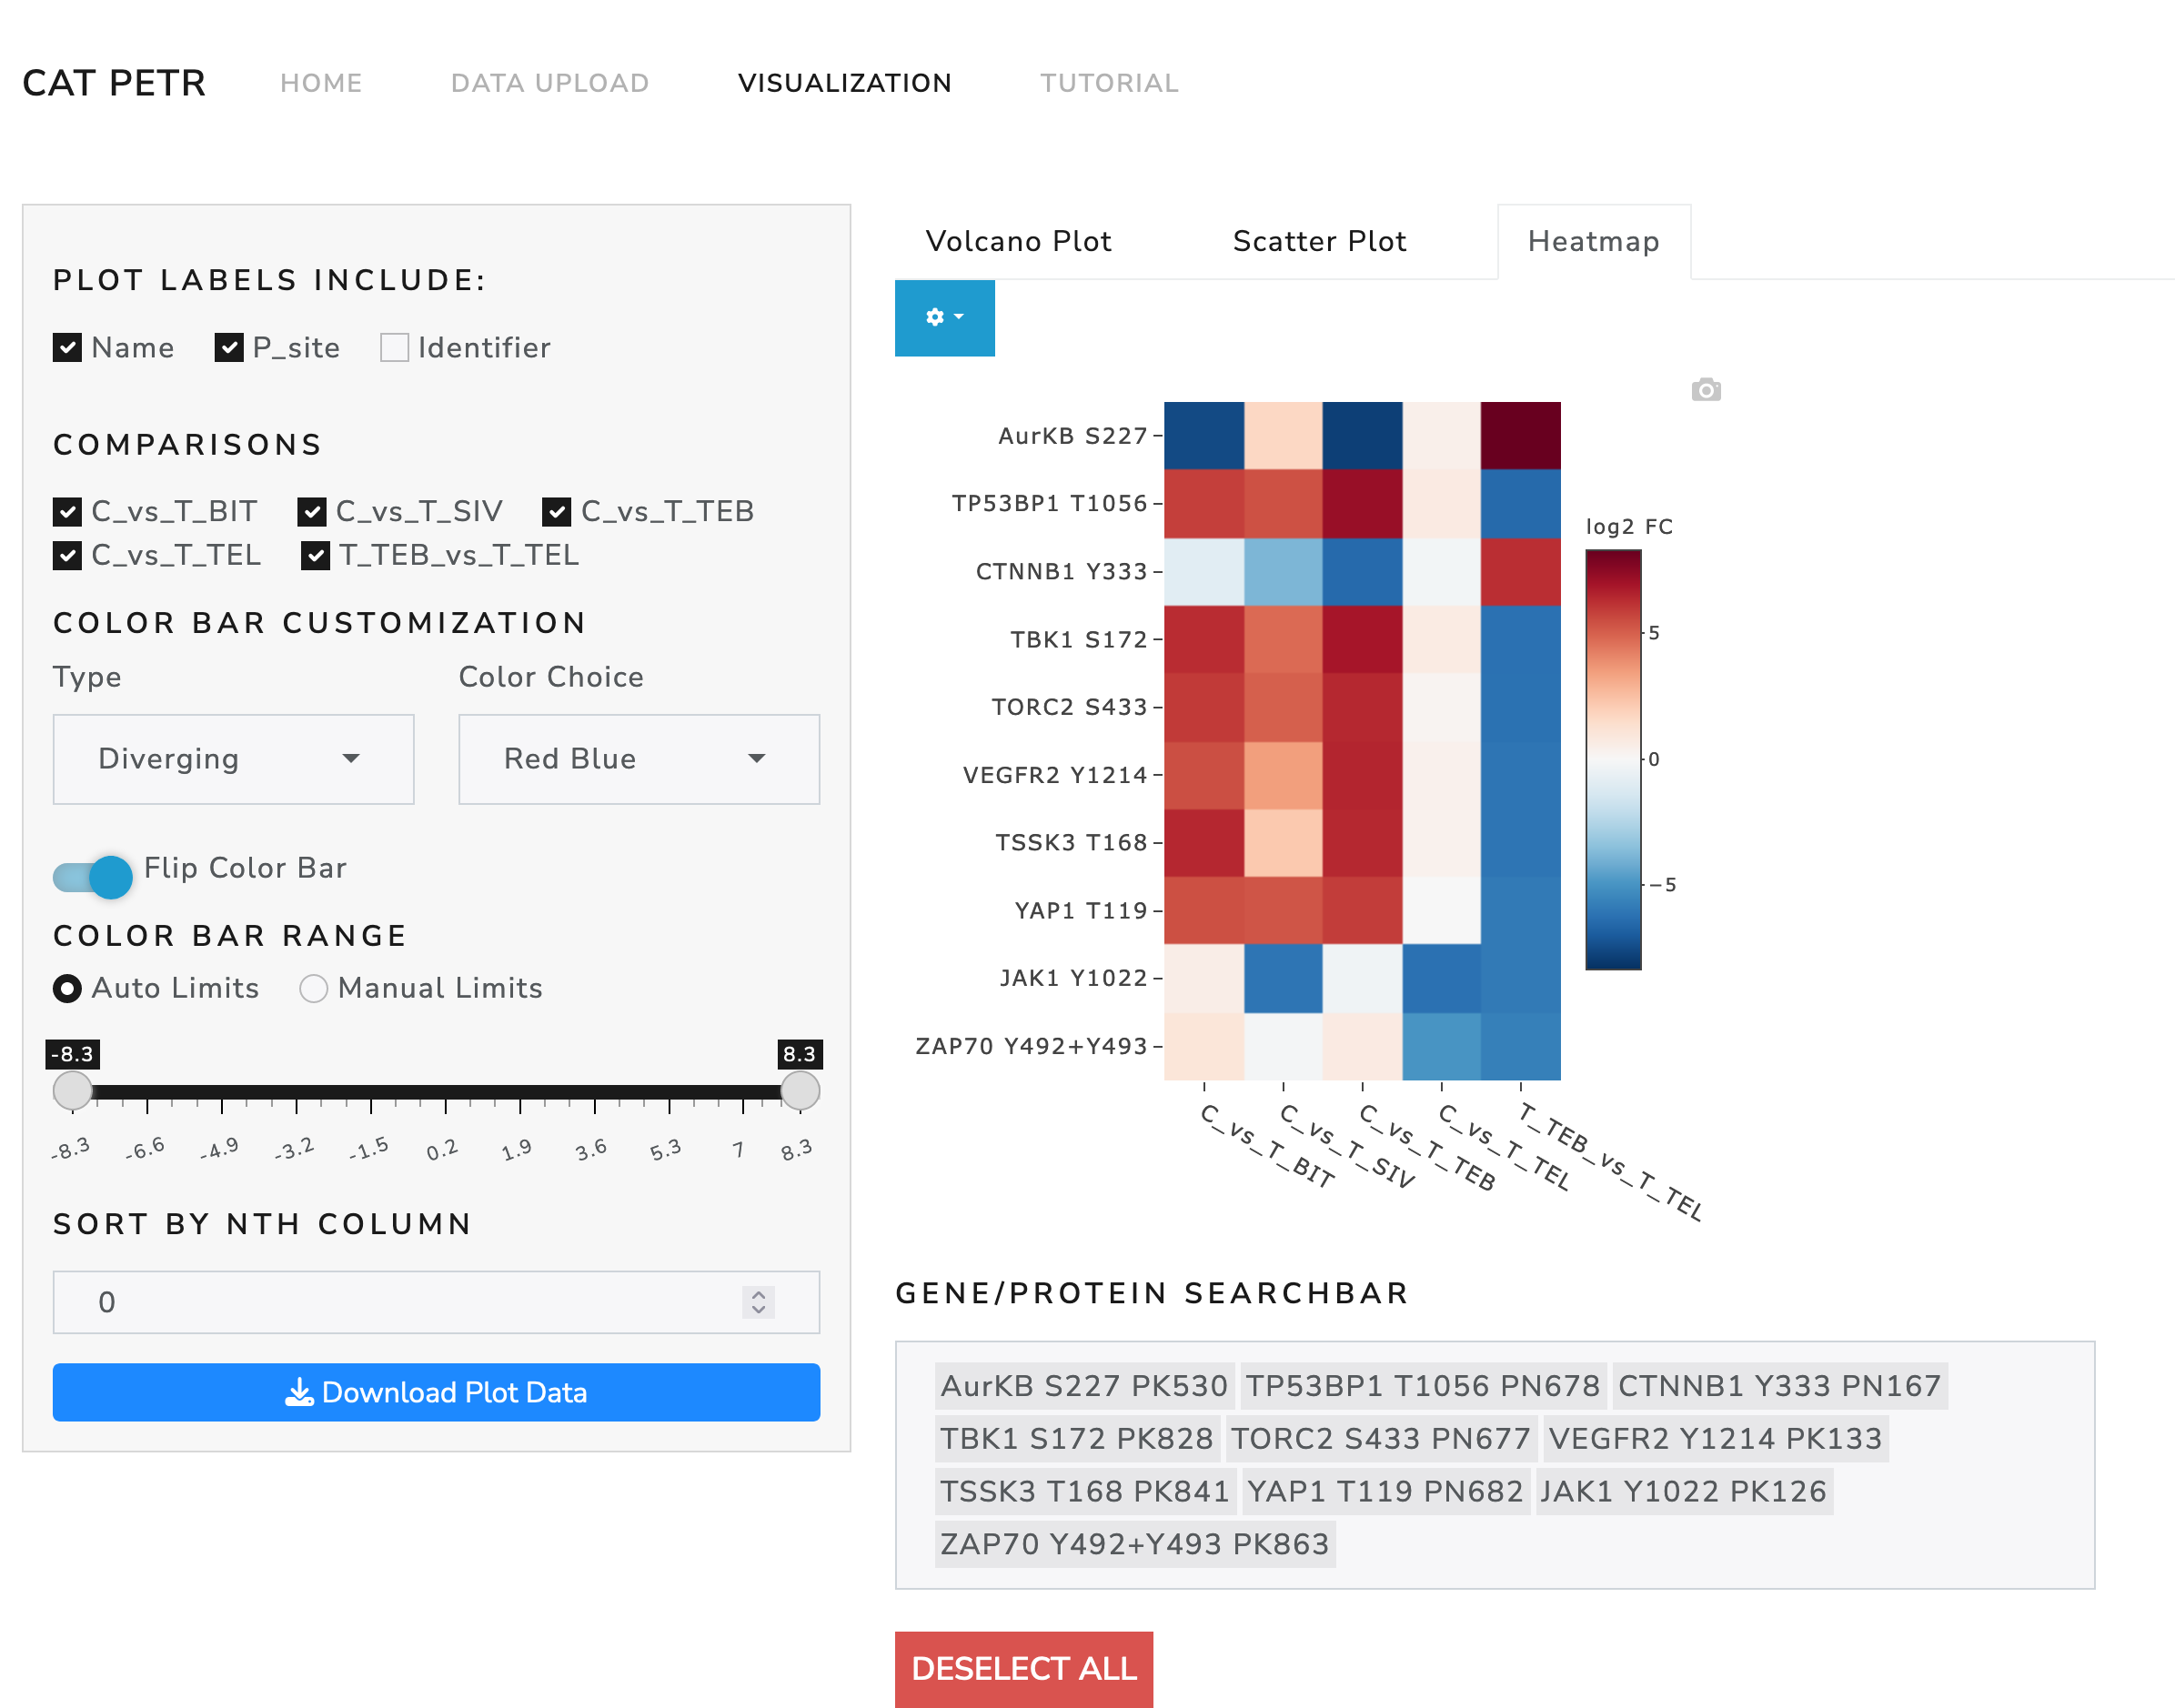 CAT PETR HOME DATA UPLOAD VISUALIZATION TUTORIAL
PLOT LABELS INCLUDE:
Name P_site Identifier
COMPARISONS
C_vs_T_BIT C_vs_T_SIV C_vs_T_TEB
C_vs_T_TEL T_TEB_vs_T_TEL
COLOR BAR CUSTOMIZATION
Type Color Choice
Diverging Red Blue
Flip Color Bar
COLOR BAR RANGE
Auto Limits Manual Limits
-8.3 8.3
-8.3 -6.6 -4.9 -3.2 -1.5 0.2 1.9 3.6 5.3 7 8.3
SORT BY NTH COLUMN
0
Download Plot Data
Volcano Plot Scatter Plot Heatmap
AurKB S227
TP53BP1 T1056
CTNNB1 Y333
TBK1 S172
TORC2 S433
VEGFR2 Y1214
TSSK3 T168
YAP1 T119
JAK1 Y1022
ZAP70 Y492+Y493
C_vs_T_BIT
C_vs_T_SIV
C_vs_T_TEB
C_vs_T_TEL
T_TEB_vs_T_TEL
log2 FC
5
0
−5
GENE/PROTEIN SEARCHBAR
AurKB S227 PK530 TP53BP1 T1056 PN678 CTNNB1 Y333 PN167
TBK1 S172 PK828 TORC2 S433 PN677 VEGFR2 Y1214 PK133
TSSK3 T168 PK841 YAP1 T119 PN682 JAK1 Y1022 PK126
ZAP70 Y492+Y493 PK863
DESELECT ALL